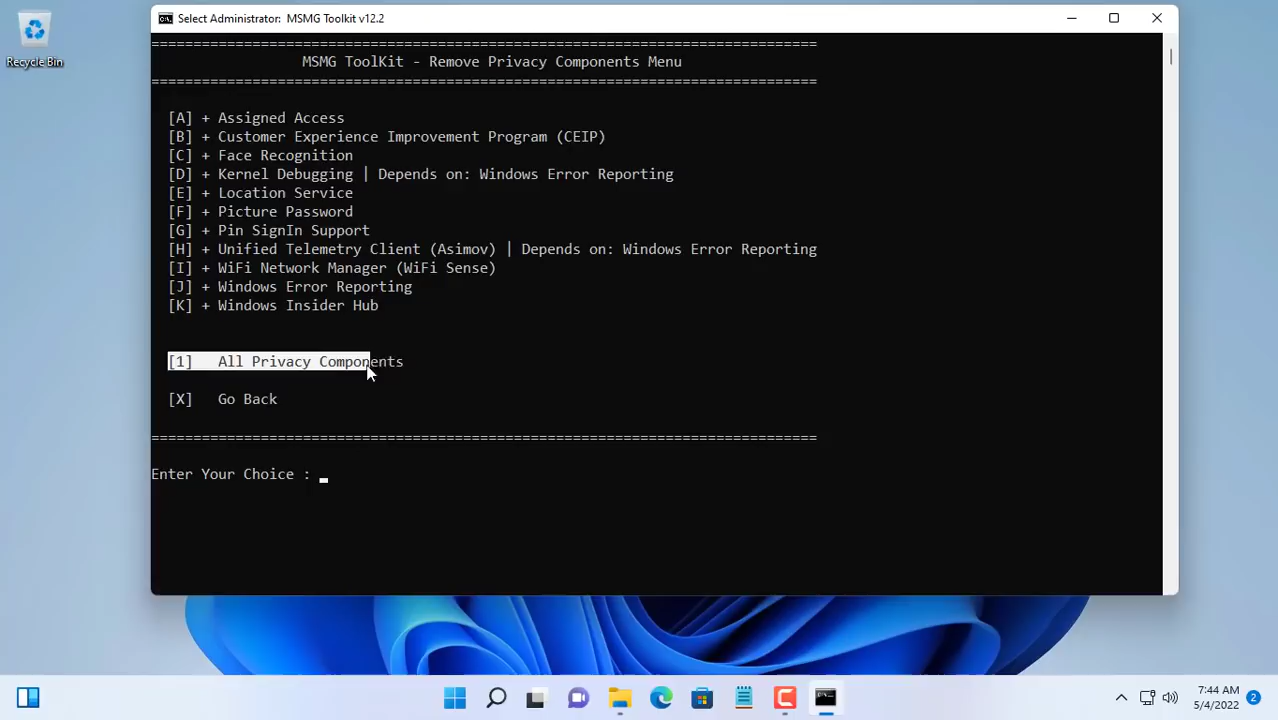 Select Administrator:  MSMG Toolkit v12.2
Recycle Bin
===============================================================================
MSMG ToolKit - Remove Privacy Components Menu
===============================================================================
[A] + Assigned Access
[B] + Customer Experience Improvement Program (CEIP)
[C] + Face Recognition
[D] + Kernel Debugging | Depends on: Windows Error Reporting
[E] + Location Service
[F] + Picture Password
[G] + Pin SignIn Support
[H] + Unified Telemetry Client (Asimov) | Depends on: Windows Error Reporting
[I] + WiFi Network Manager (WiFi Sense)
[J] + Windows Error Reporting
[K] + Windows Insider Hub
[1]   All Privacy Components
[X]   Go Back
===============================================================================
Enter Your Choice :
7:44 AM
5/4/2022
2